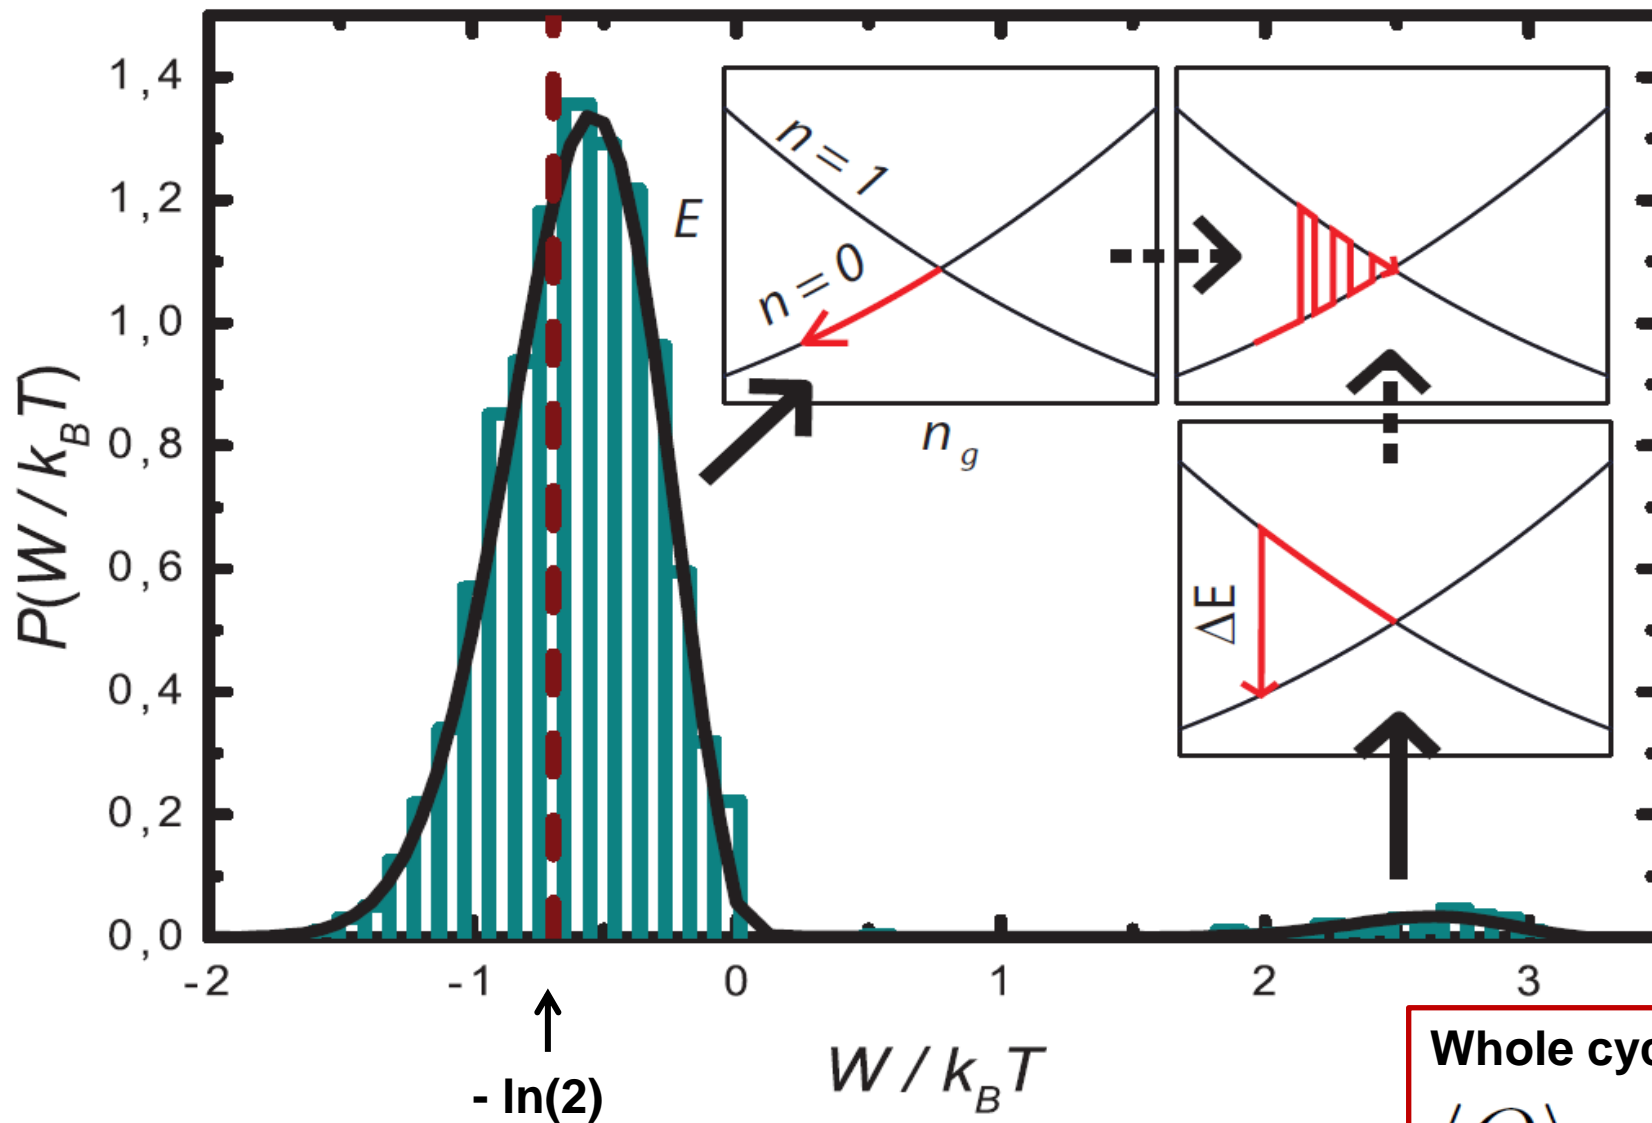 1,4
1,2
1,0
0,8
0,6
0,4
0,2
0,0
P(W / k_B T)
-2
-1
0
1
2
3
W / k_B T
- ln(2)
E
n = 1
n = 0
n_g
ΔE
Whole cyc